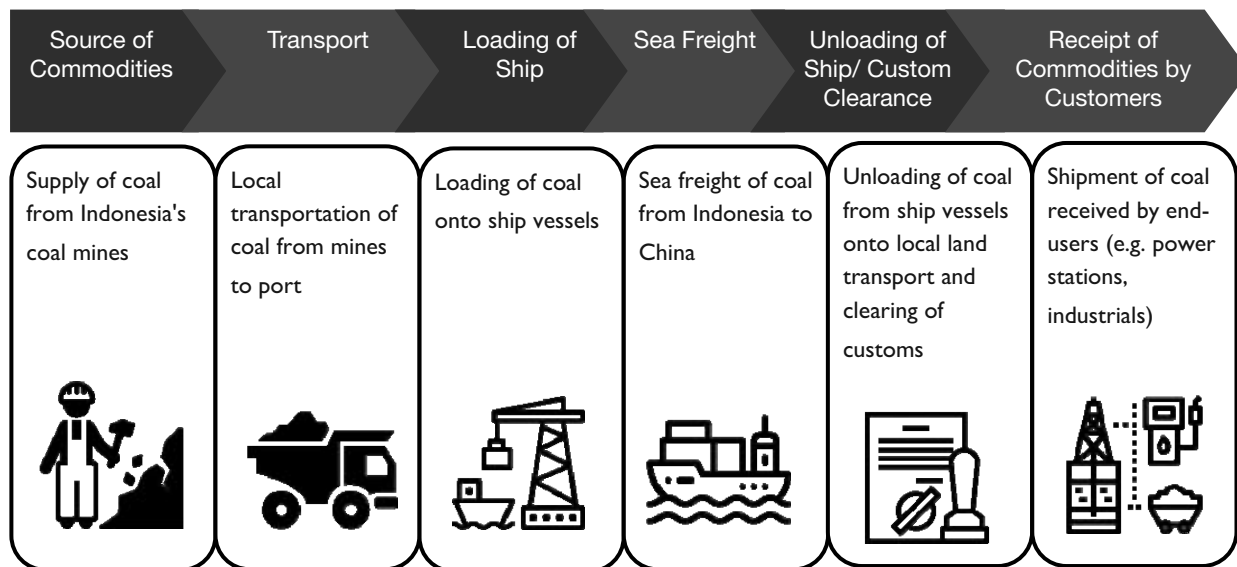 Source of
Commodities
Transport
Loading of
Ship
Sea Freight
Unloading of
Ship/ Custom
Clearance
Receipt of
Commodities by
Customers
Supply of coal
from Indonesia's
coal mines
Local
transportation of
coal from mines
to port
Loading of coal
onto ship vessels
Sea freight of coal
from Indonesia to
China
Unloading of coal
from ship vessels
onto local land
transport and
clearing of
customs
Shipment of coal
received by end-
users (e.g. power
stations,
industrials)